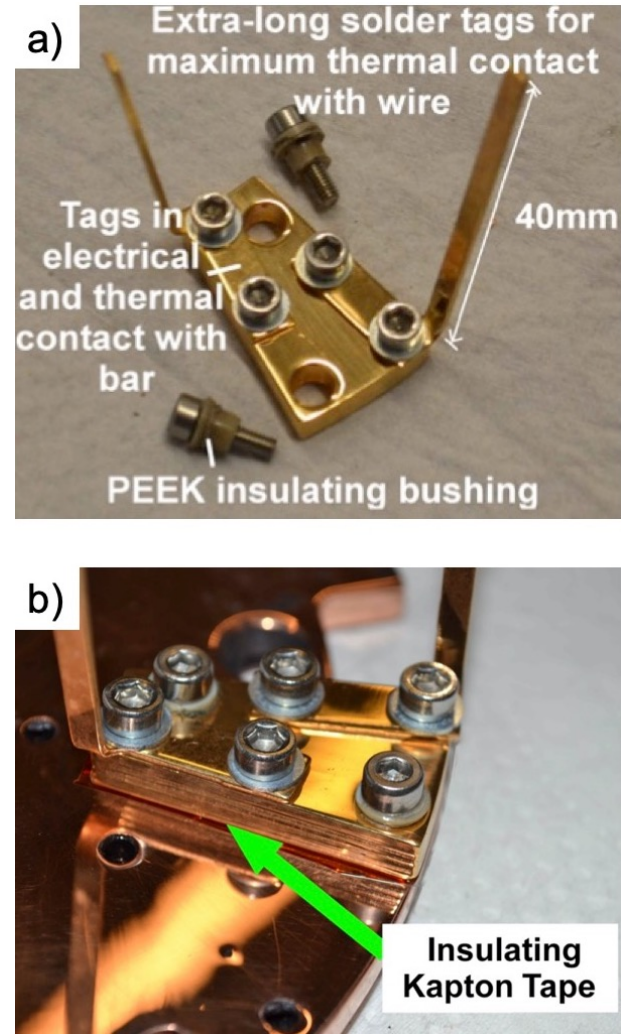 a)
Extra-long solder tags for
maximum thermal contact
with wire
Tags in
electrical
and thermal
contact with
bar
40mm
PEEK insulating bushing
b)
Insulating
Kapton Tape